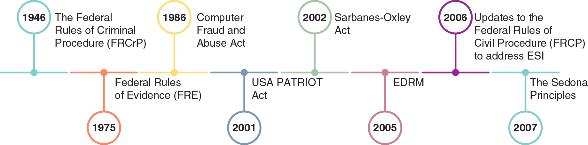 1946
The Federal
Rules of Criminal
Procedure (FRCrP)
1975
Federal Rules
of Evidence (FRE)
1986
Computer
Fraud and
Abuse Act
2001
USA PATRIOT
Act
2002
Sarbanes-Oxley
Act
2005
EDRM
2006
Updates to the
Federal Rules of
Civil Procedure (FRCP)
to address ESI
2007
The Sedona
Principles